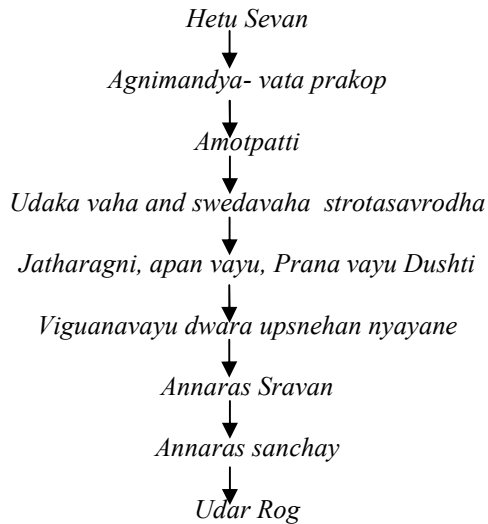 Hetu Sevan
Agnimandya- vata prakop
Amotpatti
Udaka vaha and swedavaha strotasavrodha
Jatharagni, apan vayu, Prana vayu Dushti
Viguanavayu dwara upsnehan nyayane
Annaras Sravan
Annaras sanchay
Udar Rog